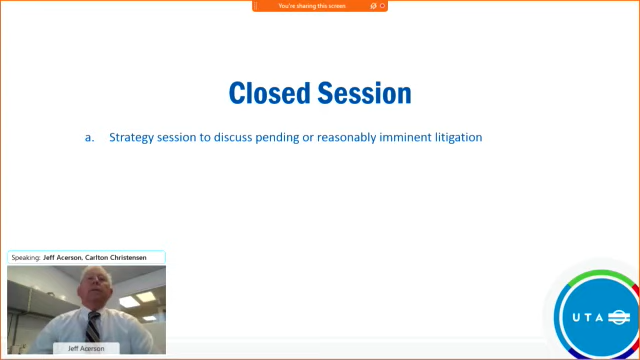 You're sharing this screen
Closed Session
a. Strategy session to discuss pending or reasonably imminent litigation
Speaking: Jeff Acerson, Carlton Christensen
Jeff Acerson
UTA